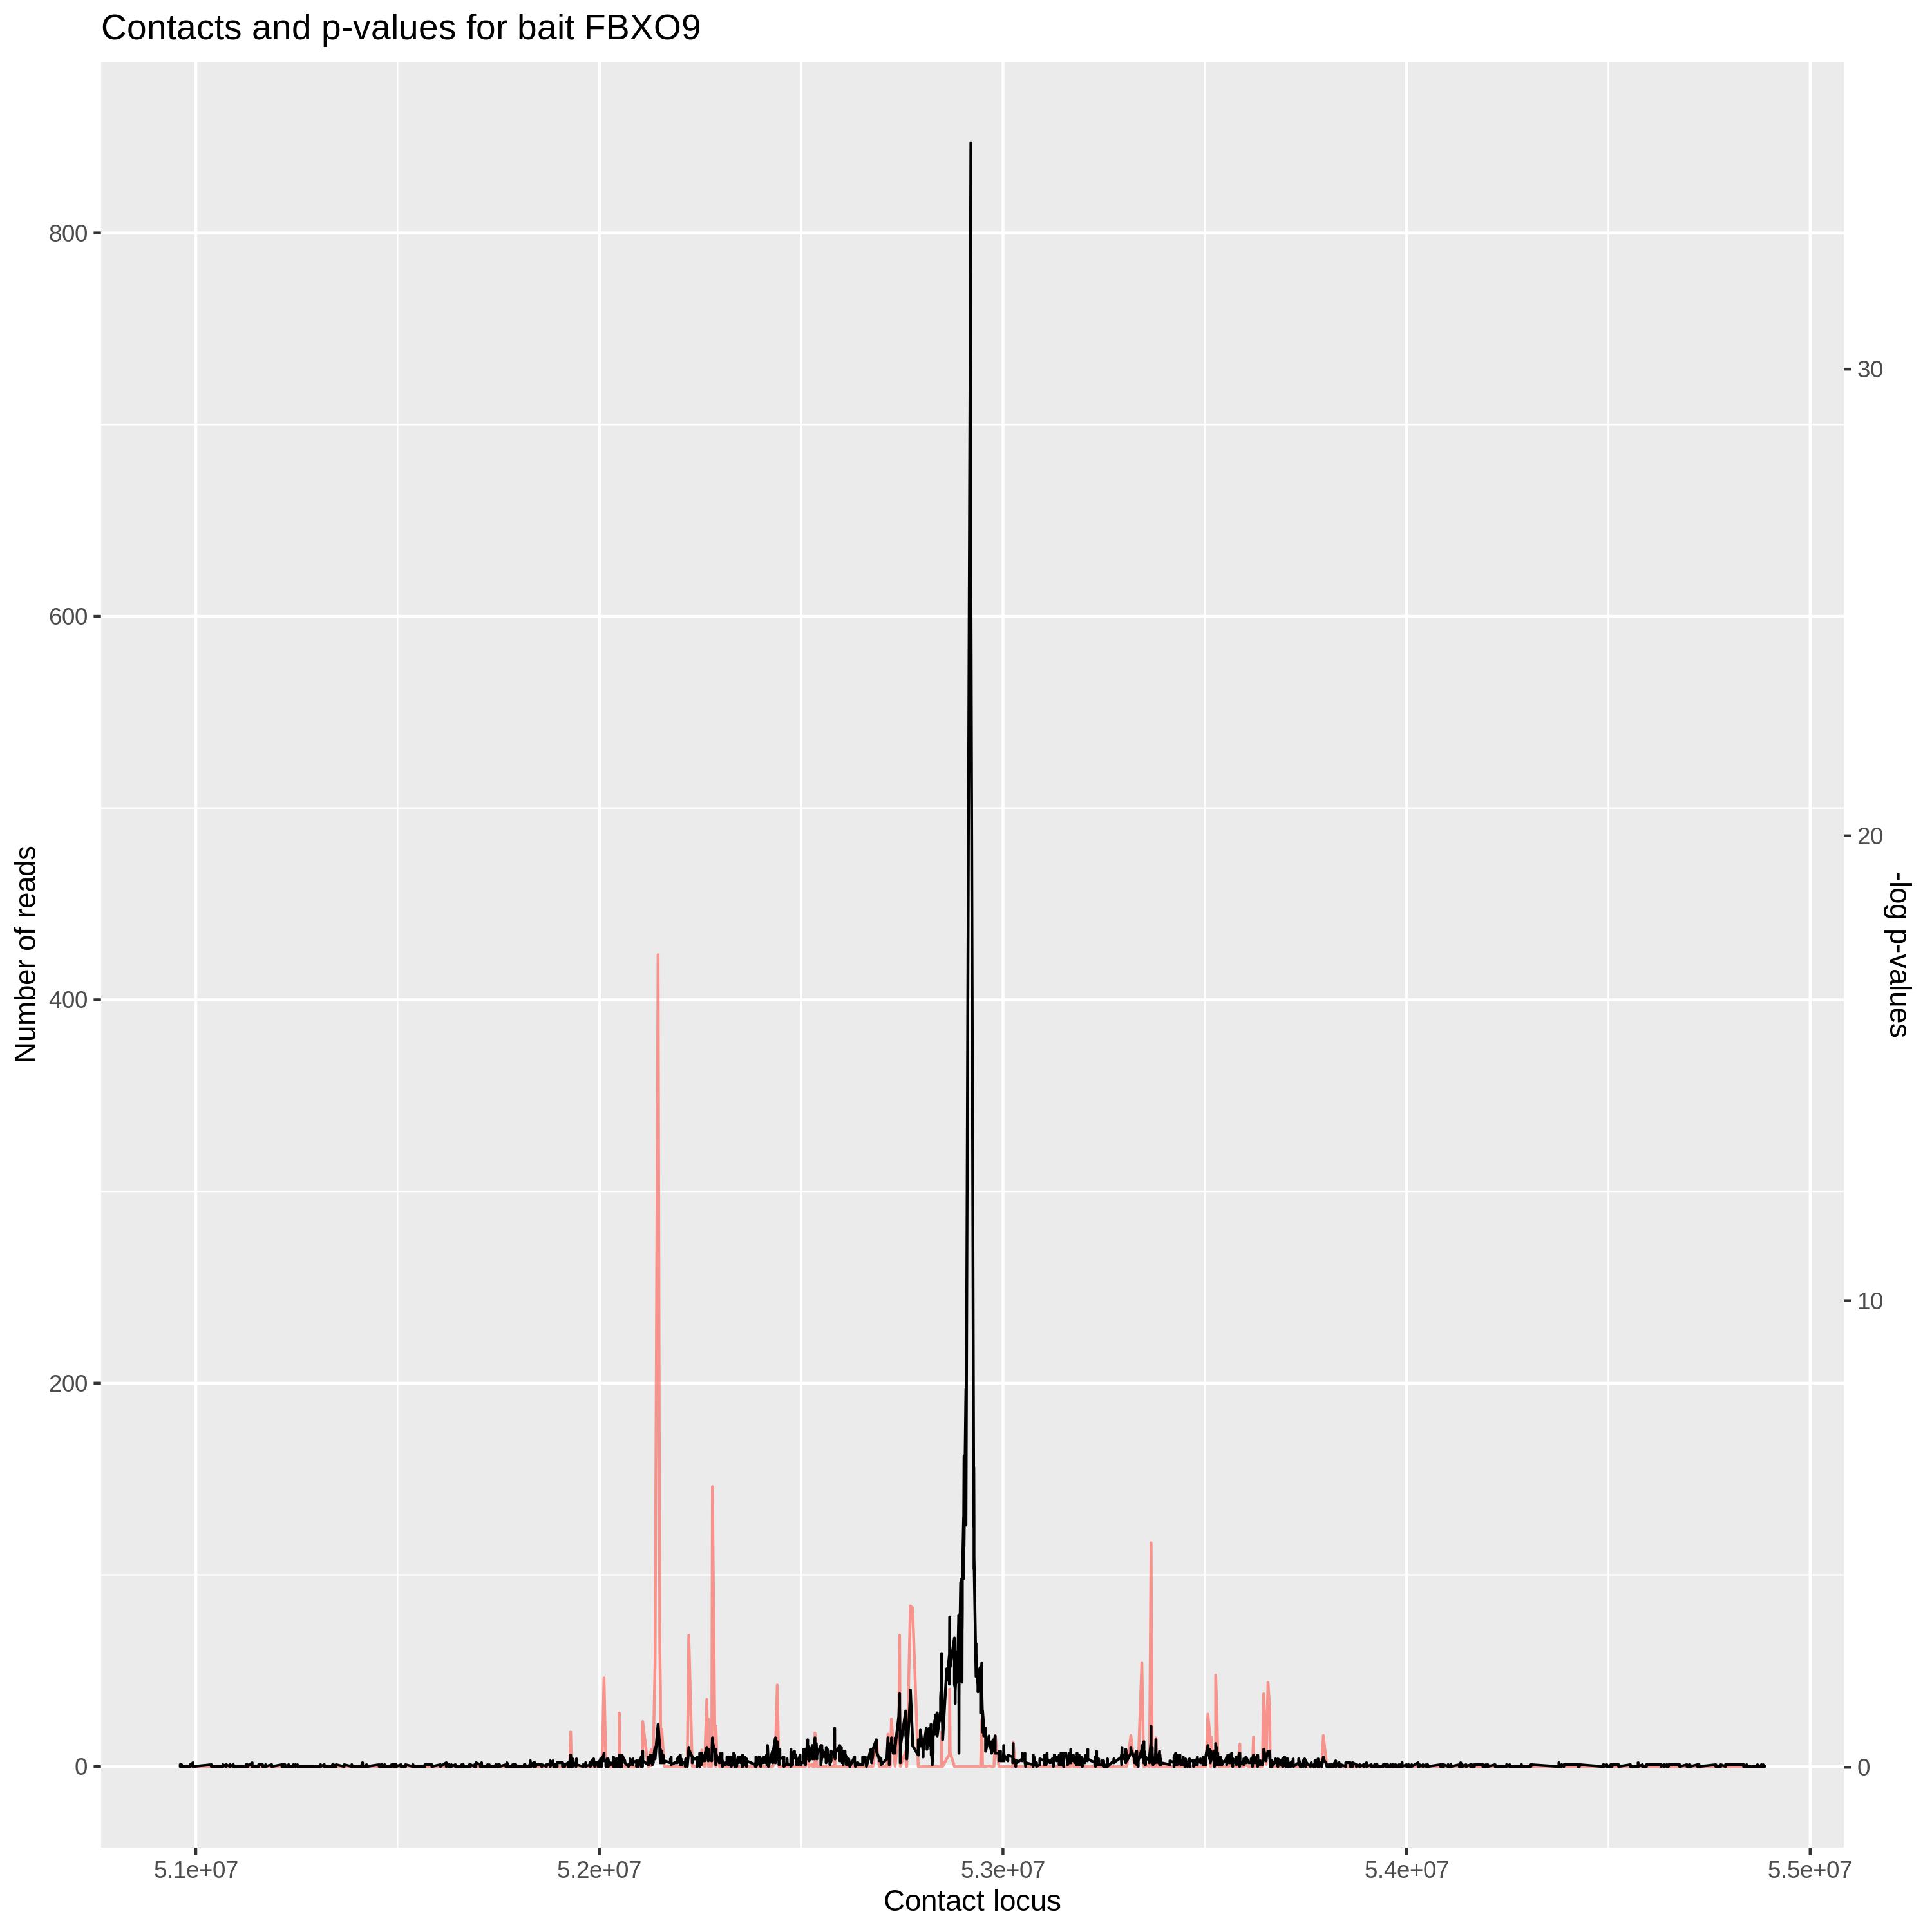 Contacts and p-values for bait FBXO9
800
600
400
200
0
Number of reads
30
20
10
0
-log p-values
5.1e+07
5.2e+07
5.3e+07
5.4e+07
5.5e+07
Contact locus